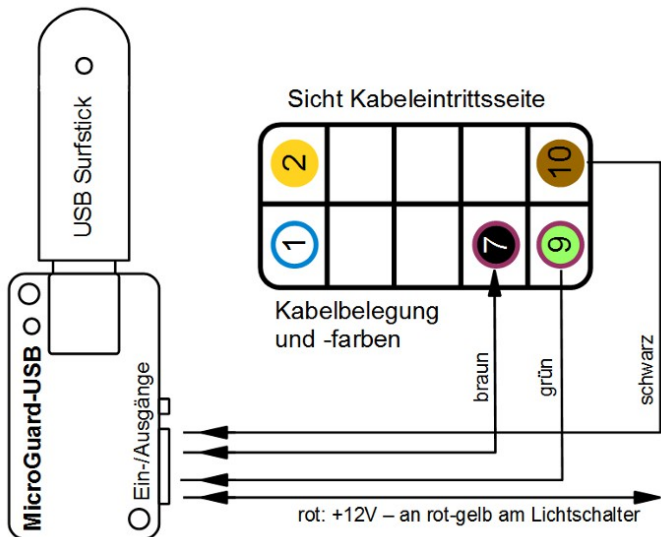 USB Surfstick
Sicht Kabeleintrittsseite
2
10
1
7
9
Kabelbelegung
und -farben
MicroGuard-USB
Ein-/Ausgänge
braun
grün
schwarz
rot: +12V – an rot-gelb am Lichtschalter